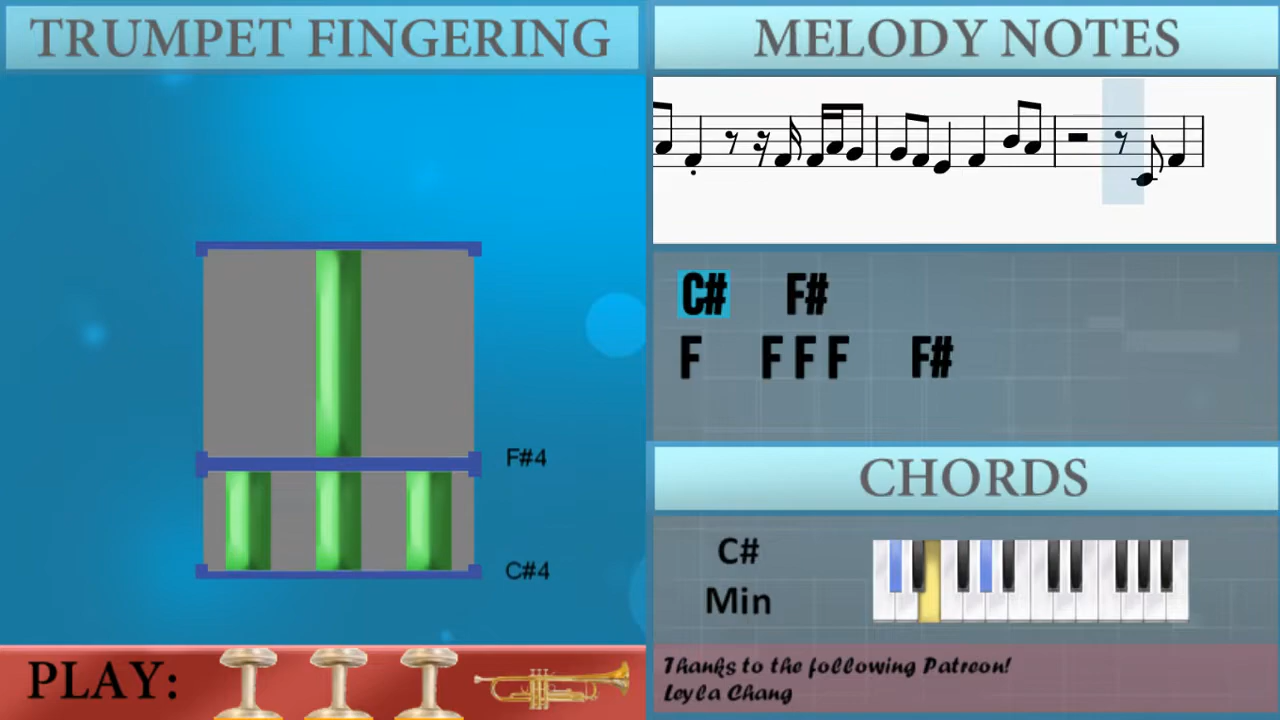 TRUMPET FINGERING
F#4
C#4
PLAY:
MELODY NOTES
C# F#
F F F F F#
CHORDS
C#
Min
Thanks to the following Patreon!
Leyla Chang